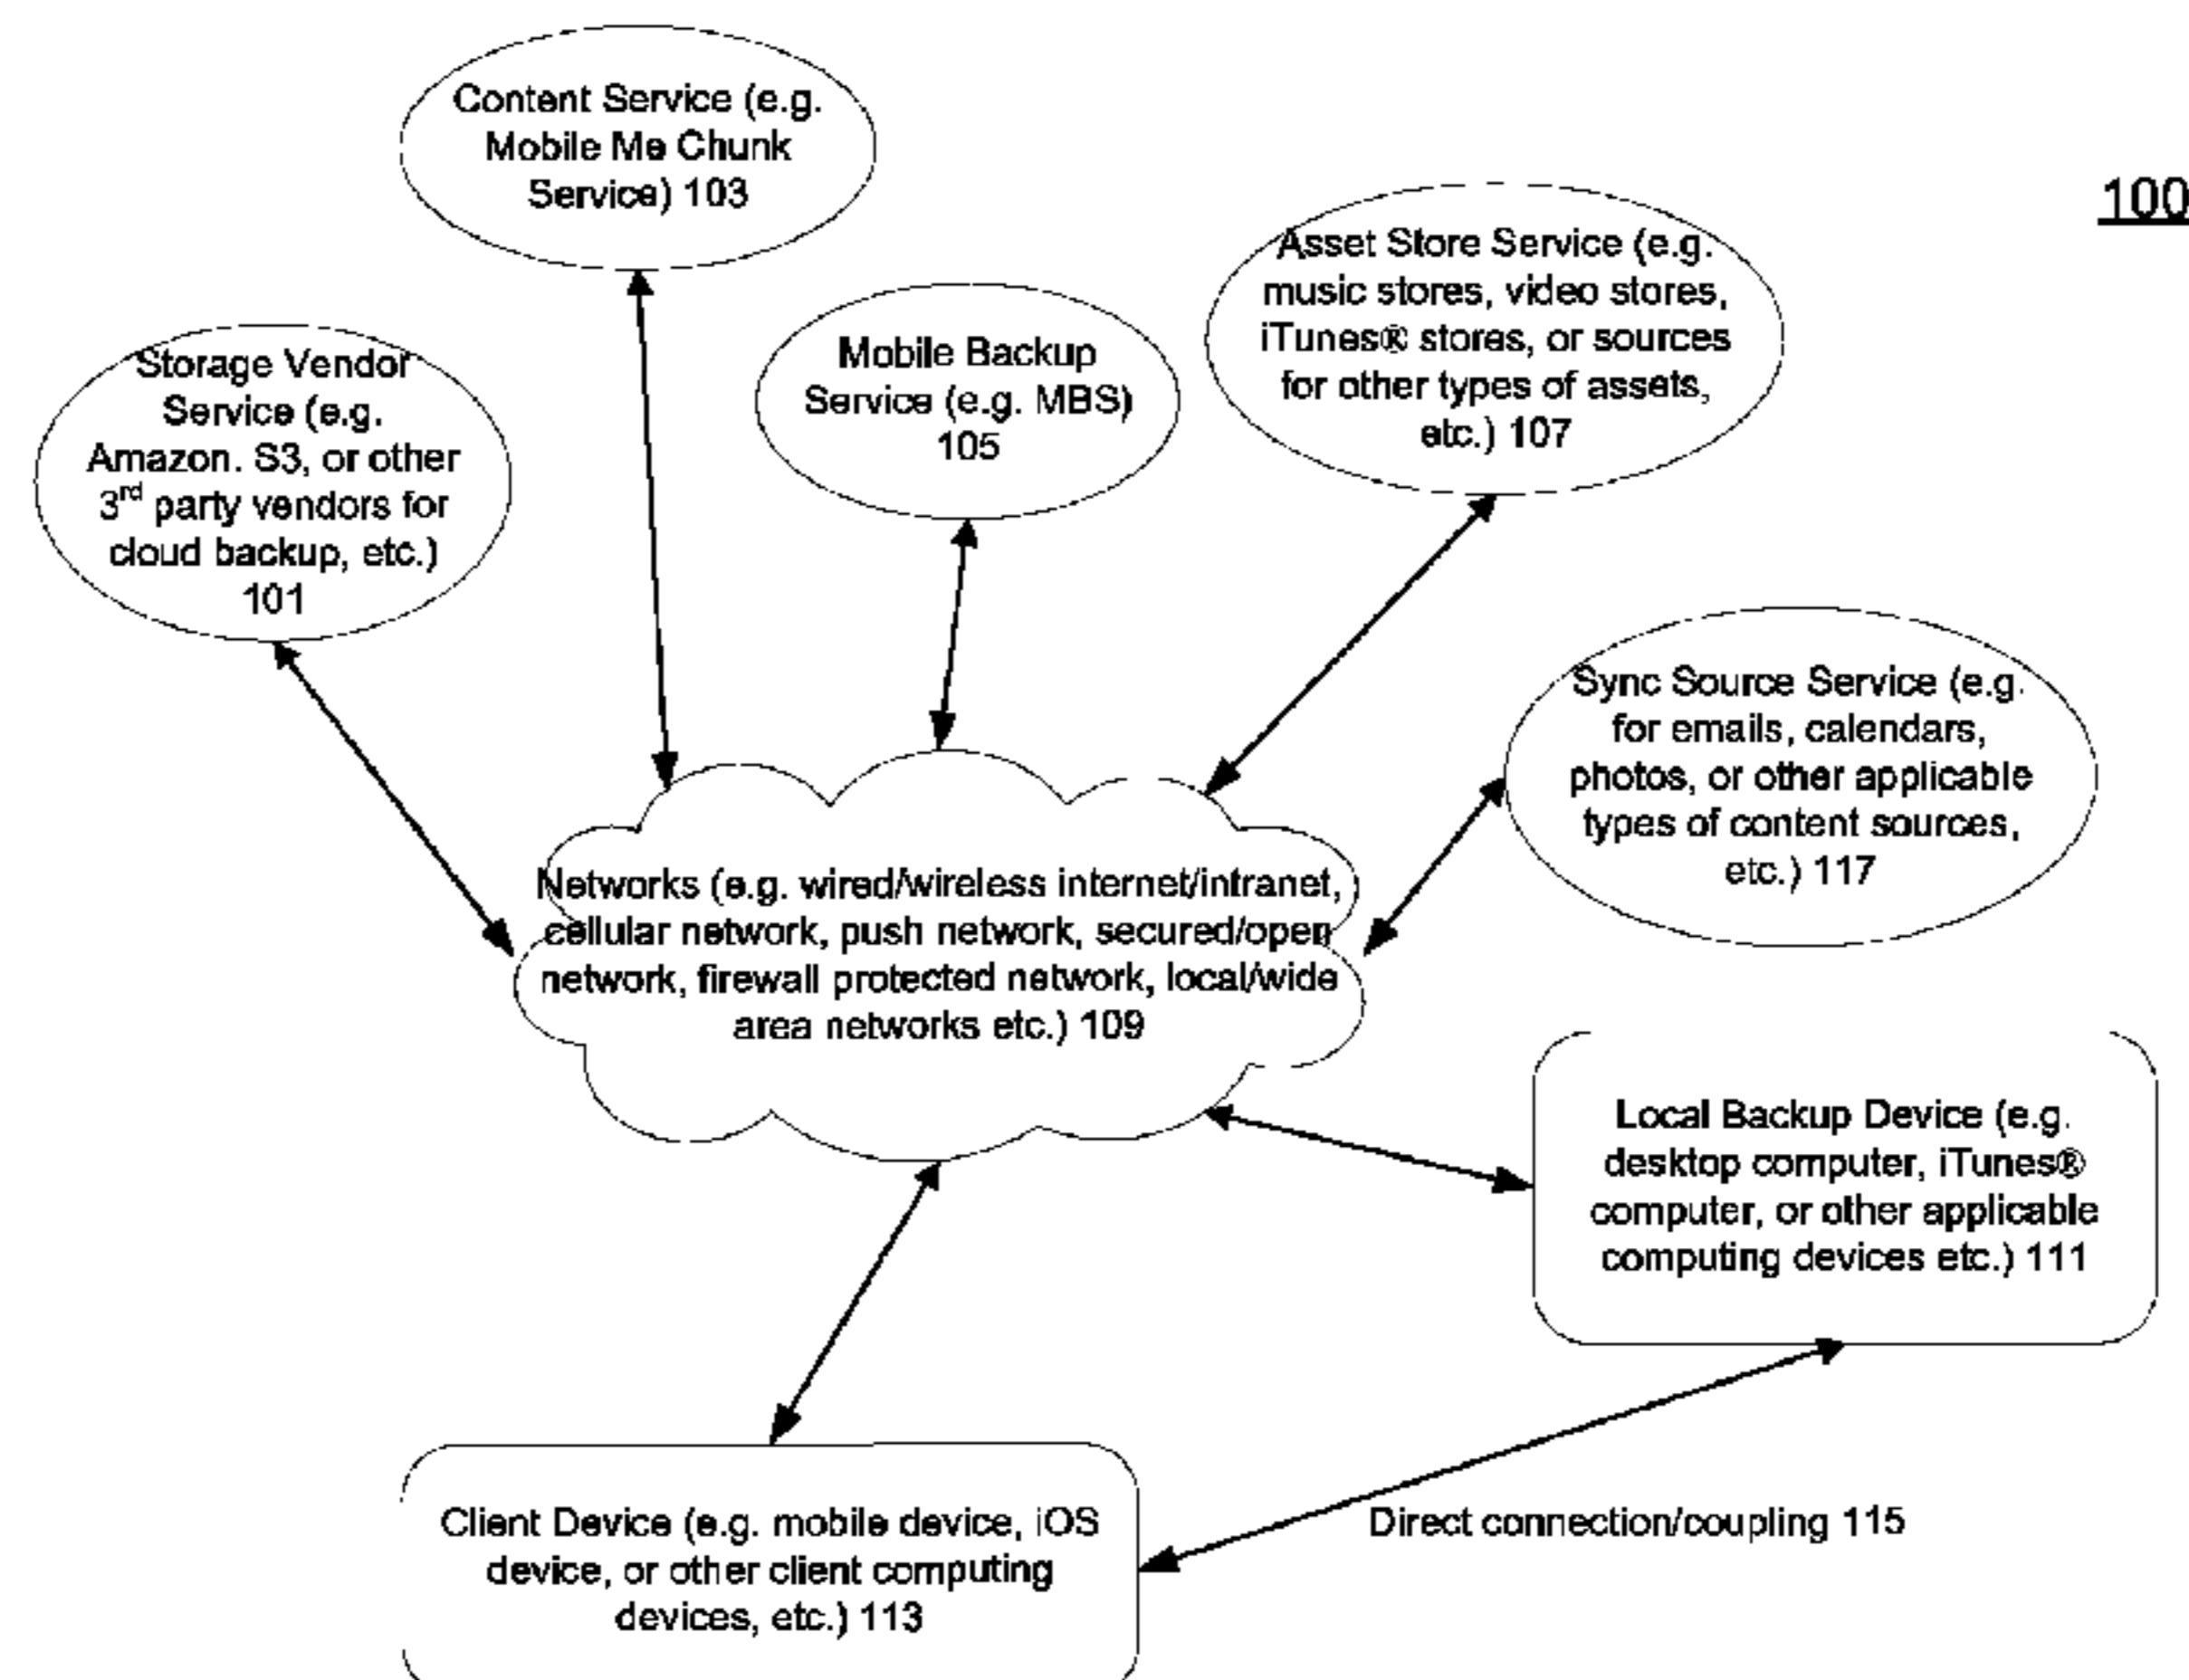 Content Service (e.g.
Mobile Me Chunk
Service) 103
100
Asset Store Service (e.g.
music stores, video stores,
iTunes® stores, or sources
for other types of assets,
etc.) 107
Mobile Backup
Service (e.g. MBS)
105
Storage Vendor
Service (e.g.
Amazon. S3, or other
3rd party vendors for
cloud backup, etc.)
101
Sync Source Service (e.g.
for emails, calendars,
photos, or other applicable
types of content sources,
etc.) 117
Networks (e.g. wired/wireless internet/intranet,
cellular network, push network, secured/open
network, firewall protected network, local/wide
area networks etc.) 109
Local Backup Device (e.g.
desktop computer, iTunes®
computer, or other applicable
computing devices etc.) 111
Direct connection/coupling 115
Client Device (e.g. mobile device, iOS
device, or other client computing
devices, etc.) 113